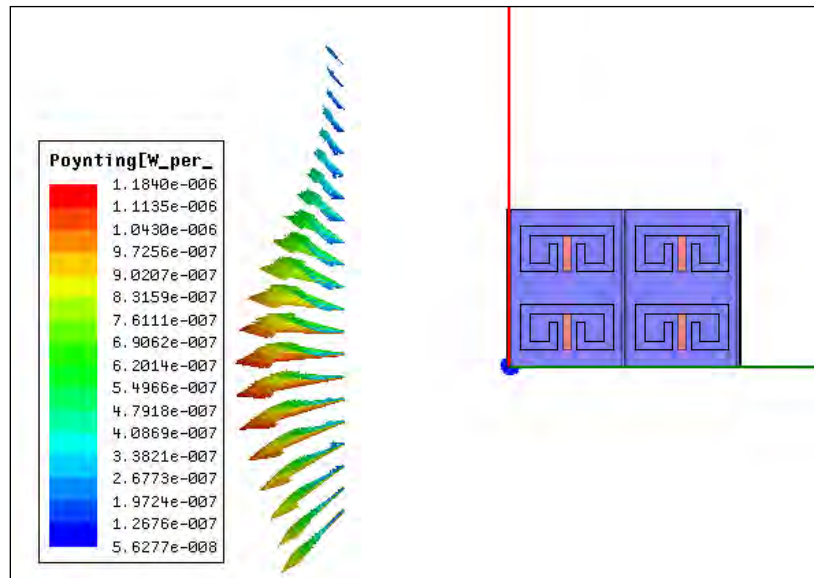 Poynting[W_per_
1.1840e-006
1.1135e-006
1.0430e-006
9.7256e-007
9.0207e-007
8.3159e-007
7.6111e-007
6.9062e-007
6.2014e-007
5.4966e-007
4.7918e-007
4.0869e-007
3.3821e-007
2.6773e-007
1.9724e-007
1.2676e-007
5.6277e-008